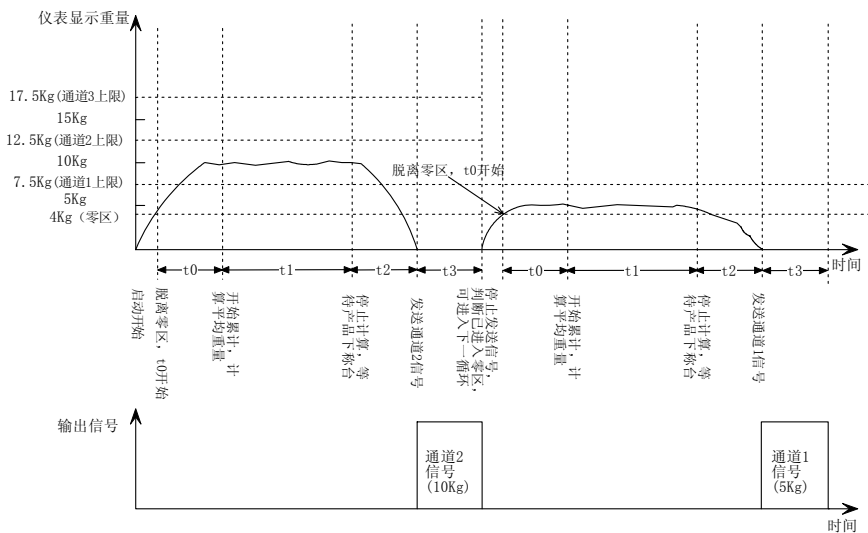 仪表显示重量
17.5Kg(通道3上限)
15Kg
12.5Kg(通道2上限)
10Kg
7.5Kg(通道1上限)
5Kg
4Kg（零区）
脱离零区，t0开始
时间
t0
t1
t2
t3
t0
t1
t2
t3
启动开始
脱离零区，t0开始
开始累计，计
算平均重量
停止计算，等
待产品下称台
发送通道2信号
停止发送信号，
判断已进入零区，
可进入下一循环
开始累计，计
算平均重量
停止计算，等
待产品下称台
发送通道1信号
输出信号
通道2
信号
(10Kg)
通道1
信号
(5Kg)
时间